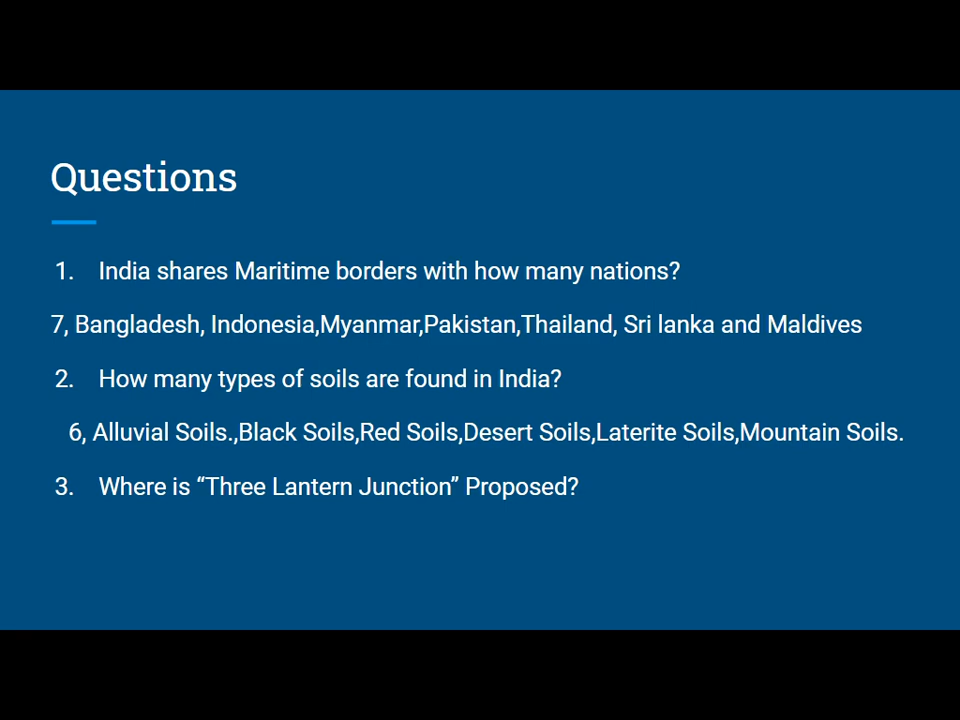 Questions
1. India shares Maritime borders with how many nations?
7, Bangladesh, Indonesia,Myanmar,Pakistan,Thailand, Sri lanka and Maldives
2. How many types of soils are found in India?
6, Alluvial Soils.,Black Soils,Red Soils,Desert Soils,Laterite Soils,Mountain Soils.
3. Where is “Three Lantern Junction” Proposed?